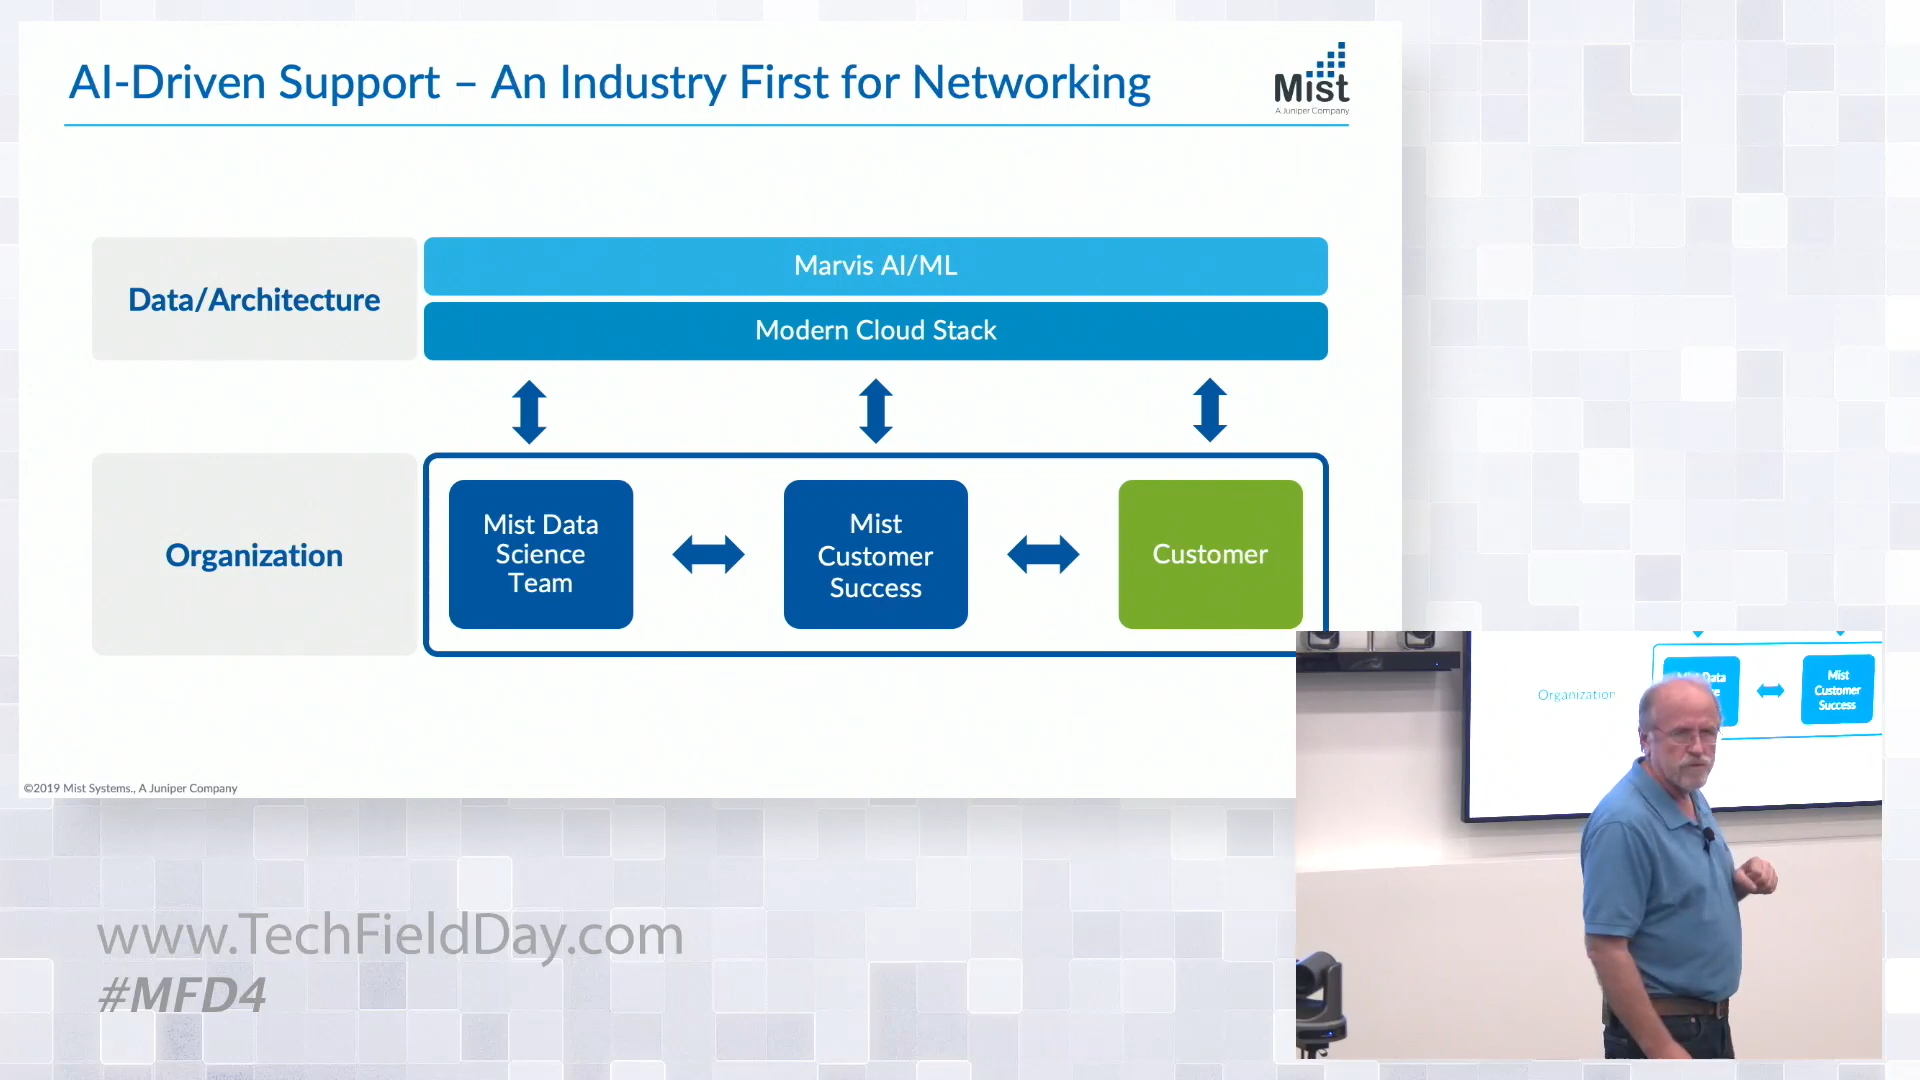 AI-Driven Support – An Industry First for Networking
Mist
A Juniper Company
Data/Architecture
Marvis AI/ML
Modern Cloud Stack
Organization
Mist Data
Science
Team
Mist
Customer
Success
Customer
©2019 Mist Systems., A Juniper Company
Organization
Mist Data
Mist
Customer
Success
www.TechFieldDay.com
#MFD4